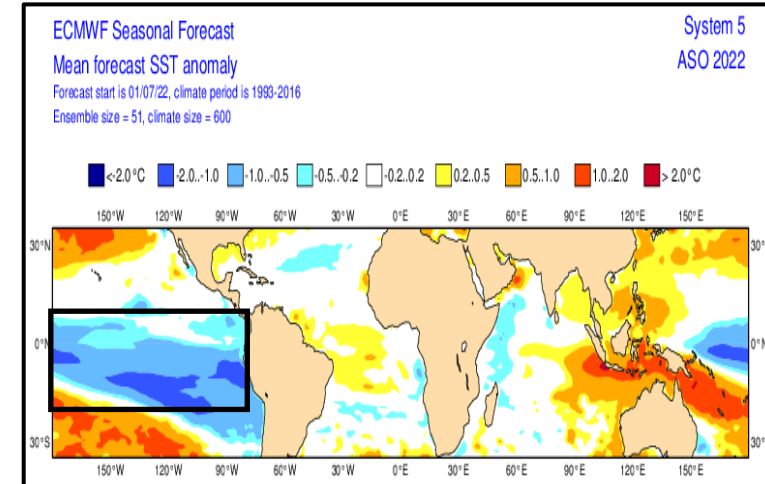 ECMWF Seasonal Forecast
System 5
Mean forecast SST anomaly
ASO 2022
Forecast start is 01/07/22, climate period is 1993-2016
Ensemble size = 51, climate size = 600
<-2.0°C -2.0..-1.0 -1.0..-0.5 -0.5..-0.2 -0.2..0.2 0.2..0.5 0.5..1.0 1.0..2.0 > 2.0°C
150°W 120°W 90°W 60°W 30°W 0°E 30°E 60°E 90°E 120°E 150°E
30°N 30°
0°N 0°N
30°S 30°
150°W 120°W 90°W 60°W 30°W 0°E 30°E 60°E 90°E 120°E 150°E